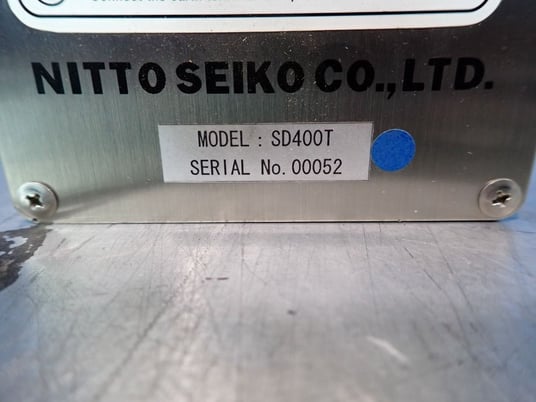 NITTO SEIKO CO., LTD.
MODEL : SD400T
SERIAL No. 00052